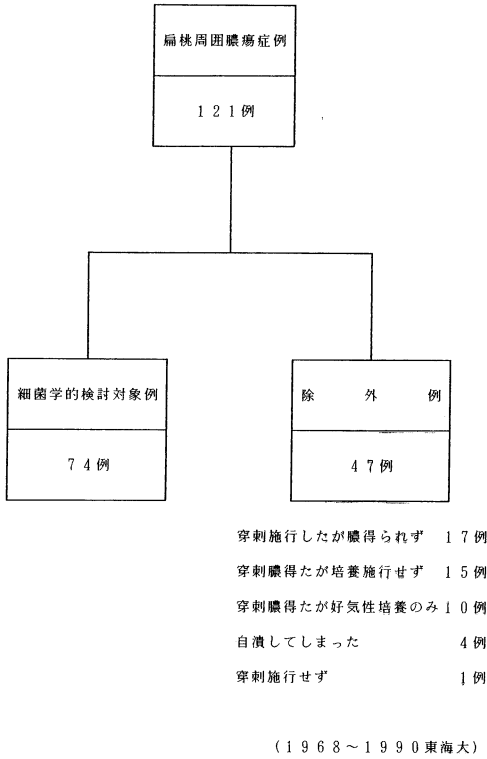 扁桃周囲膿瘍症例
121例
細菌学的検討対象例
74例
除外例
47例
穿刺施行したが膿得られず 17例
穿刺膿得たが培養施行せず 15例
穿刺膿得たが好気性培養のみ 10例
自潰してしまった 4例
穿刺施行せず 1例
(1968~1990東海大)